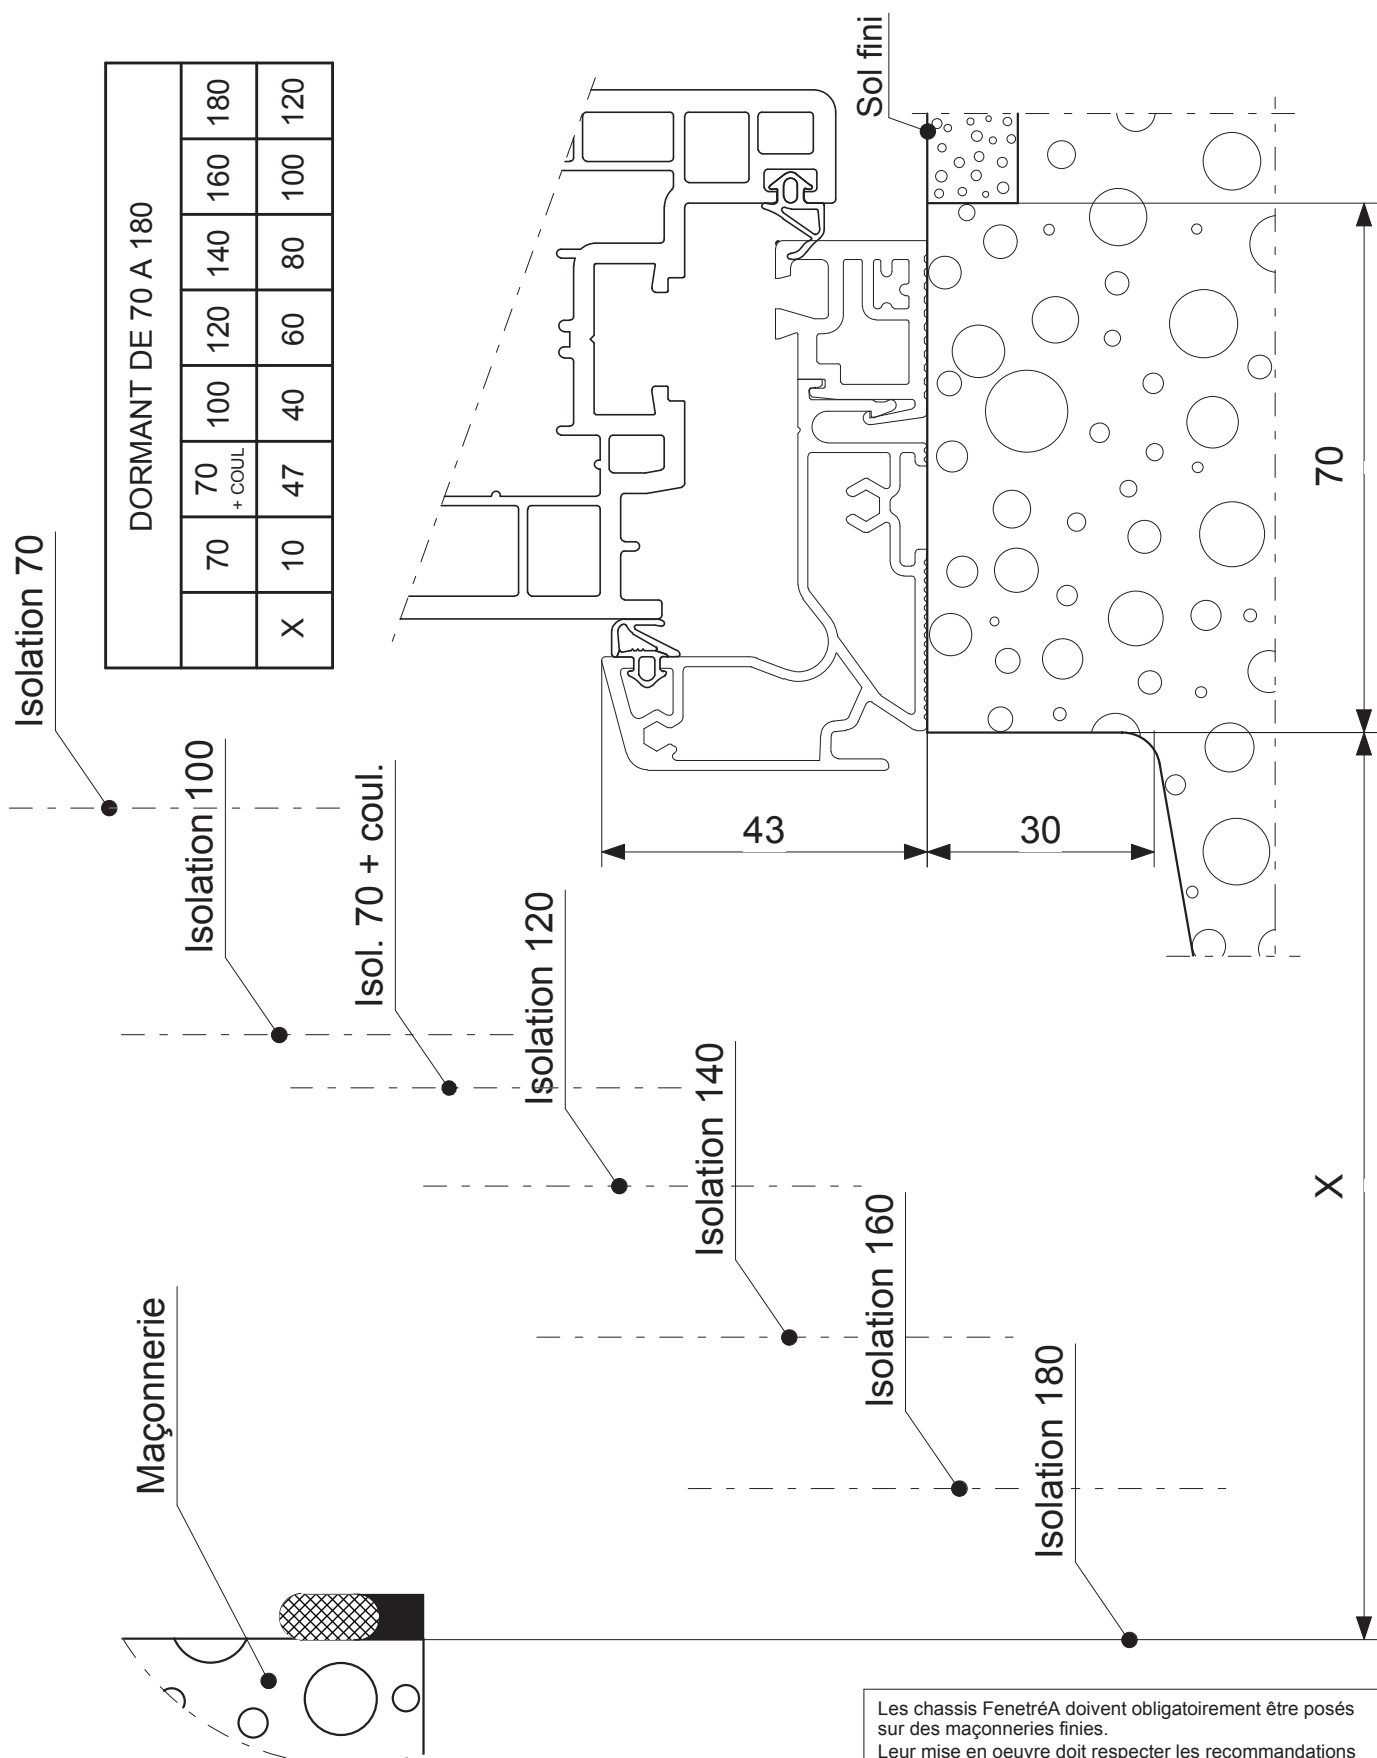 DORMANT DE 70 A 180
70 70 + COUL 100 120 140 160 180
X 10 47 40 60 80 100 120
Sol fini
Isolation 70
Isolation 100
Isol. 70 + coul.
Isolation 120
Isolation 140
Isolation 160
Isolation 180
Maçonnerie
43
30
70
X
Les chassis FenetréA doivent obligatoirement être posés
sur des maçonneries finies.
Leur mise en oeuvre doit respecter les recommandations